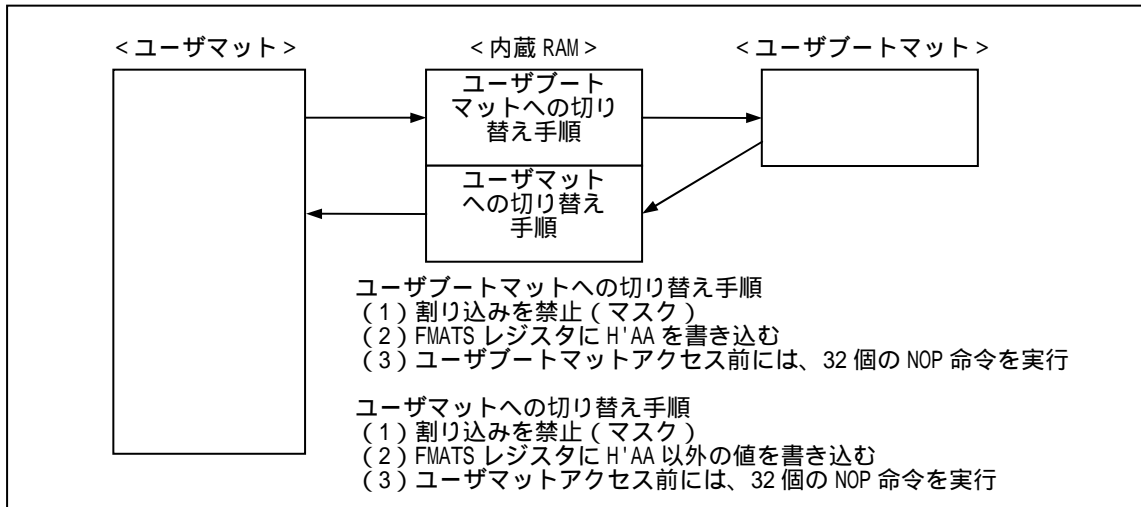 <ユーザマット>
<内蔵 RAM>
<ユーザブートマット>
ユーザブート
マットへの切り
替え手順
ユーザマット
への切り替え
手順
ユーザブートマットへの切り替え手順
(1)割り込みを禁止(マスク)
(2)FMATS レジスタに H'AA を書き込む
(3)ユーザブートマットアクセス前には、32 個の NOP 命令を実行
ユーザマットへの切り替え手順
(1)割り込みを禁止(マスク)
(2)FMATS レジスタに H'AA 以外の値を書き込む
(3)ユーザマットアクセス前には、32 個の NOP 命令を実行